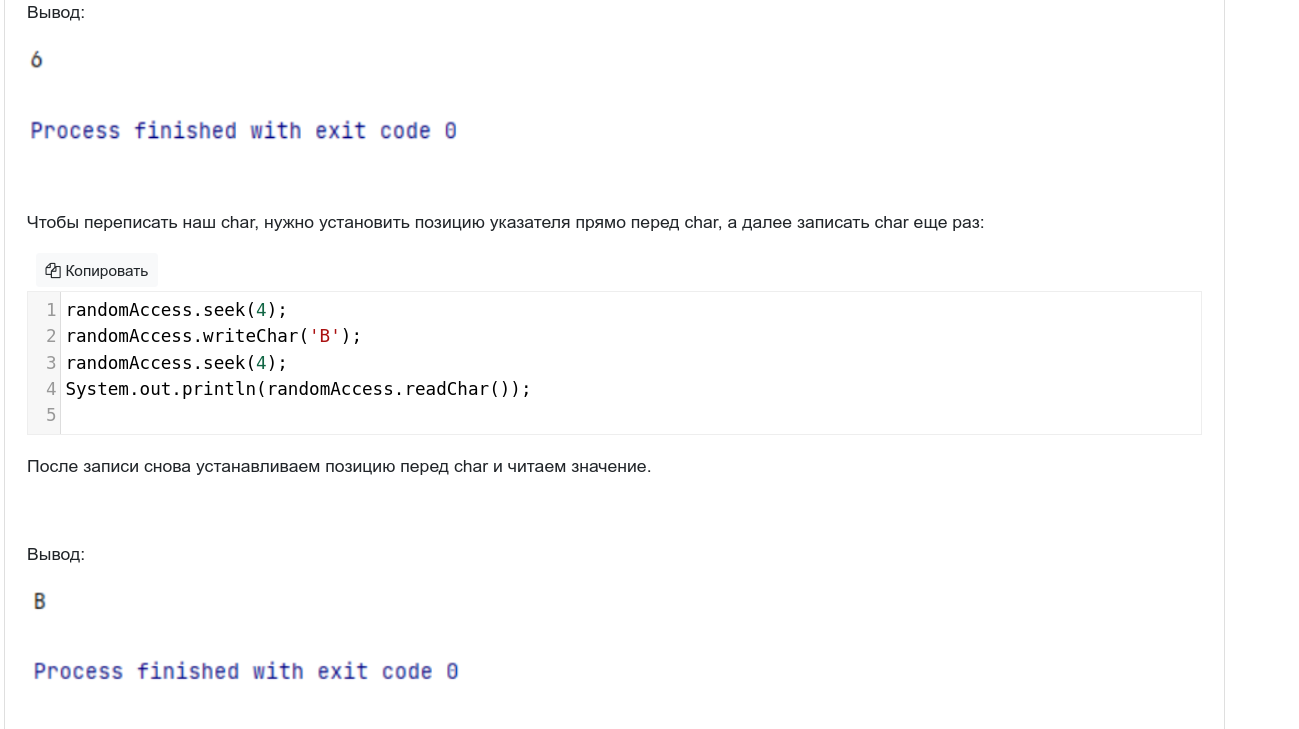 Вывод:
6
Process finished with exit code 0
Чтобы переписать наш char, нужно установить позицию указателя прямо перед char, а далее записать char еще раз:
Копировать
1 randomAccess.seek(4);
2 randomAccess.writeChar('B');
3 randomAccess.seek(4);
4 System.out.println(randomAccess.readChar());
5
После записи снова устанавливаем позицию перед char и читаем значение.
Вывод:
B
Process finished with exit code 0